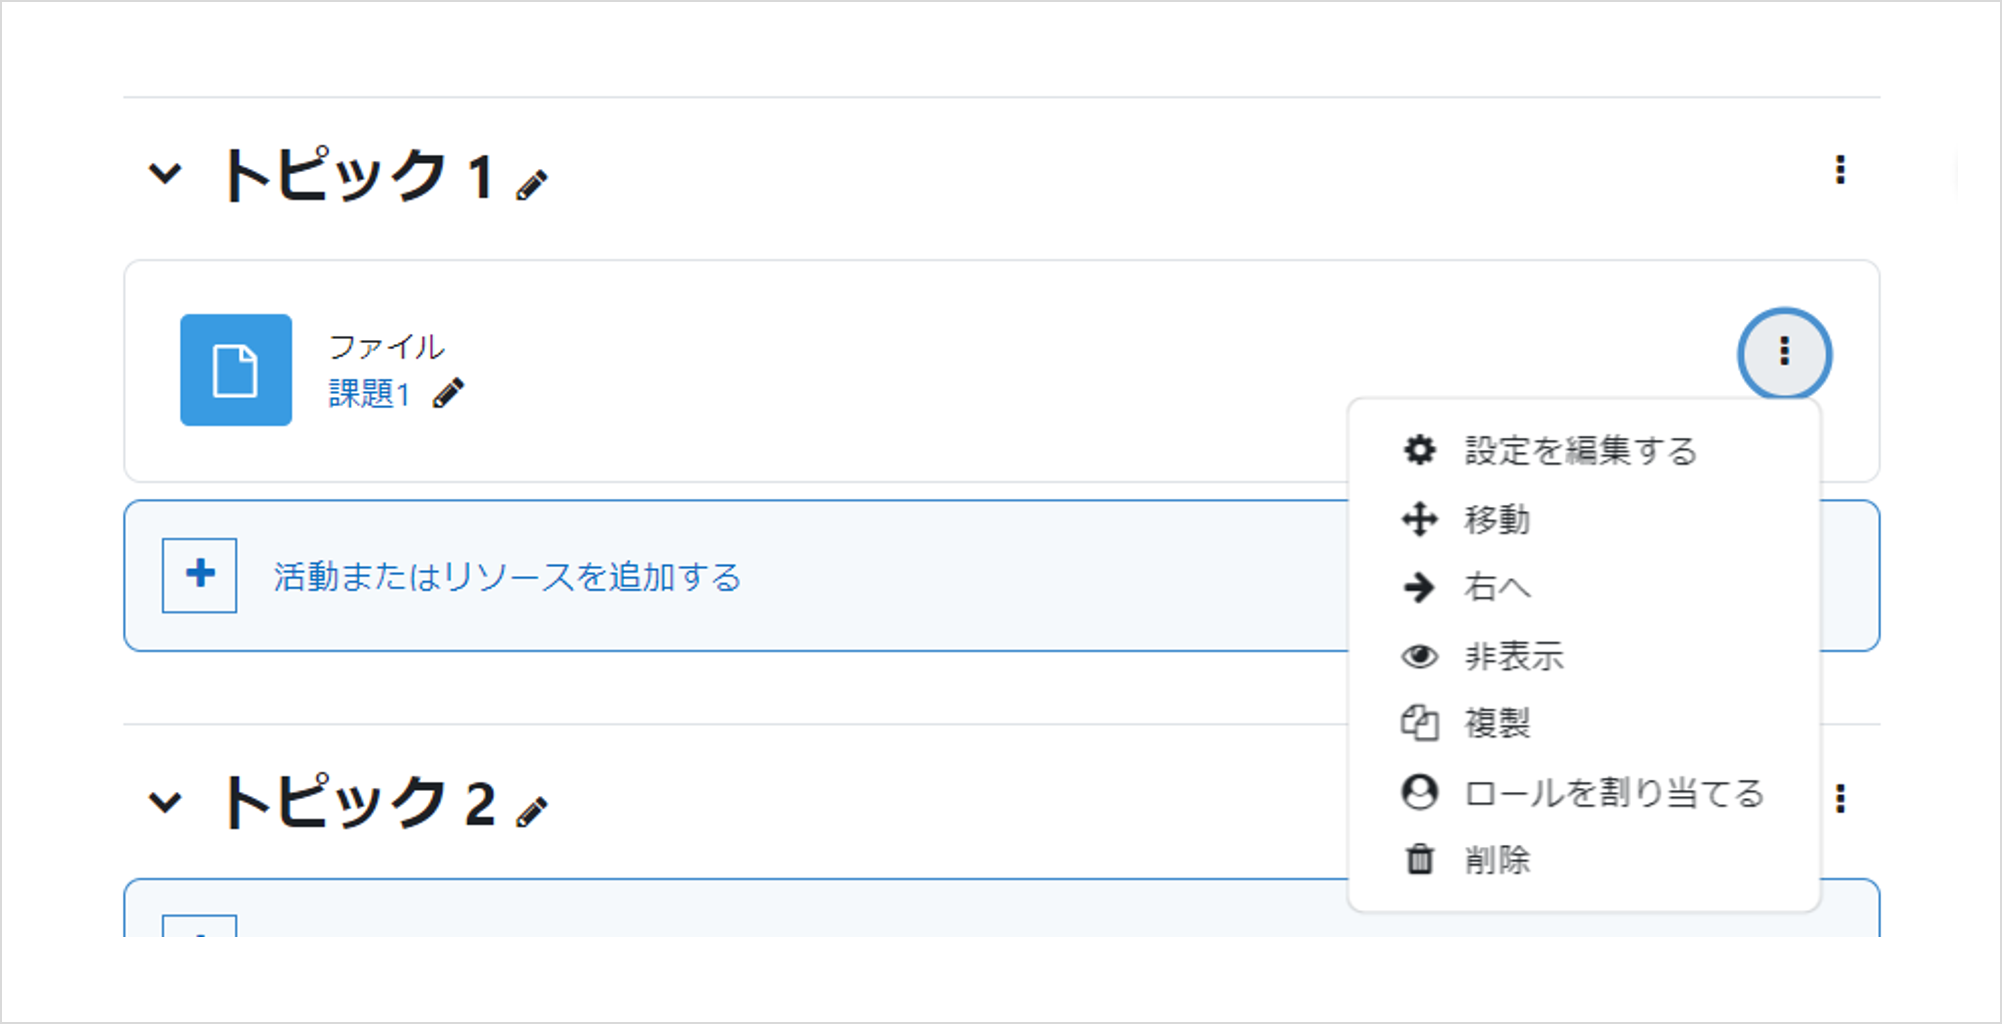 トピック 1
ファイル
課題1
設定を編集する
移動
右へ
非表示
複製
ロールを割り当てる
削除
活動またはリソースを追加する
トピック 2